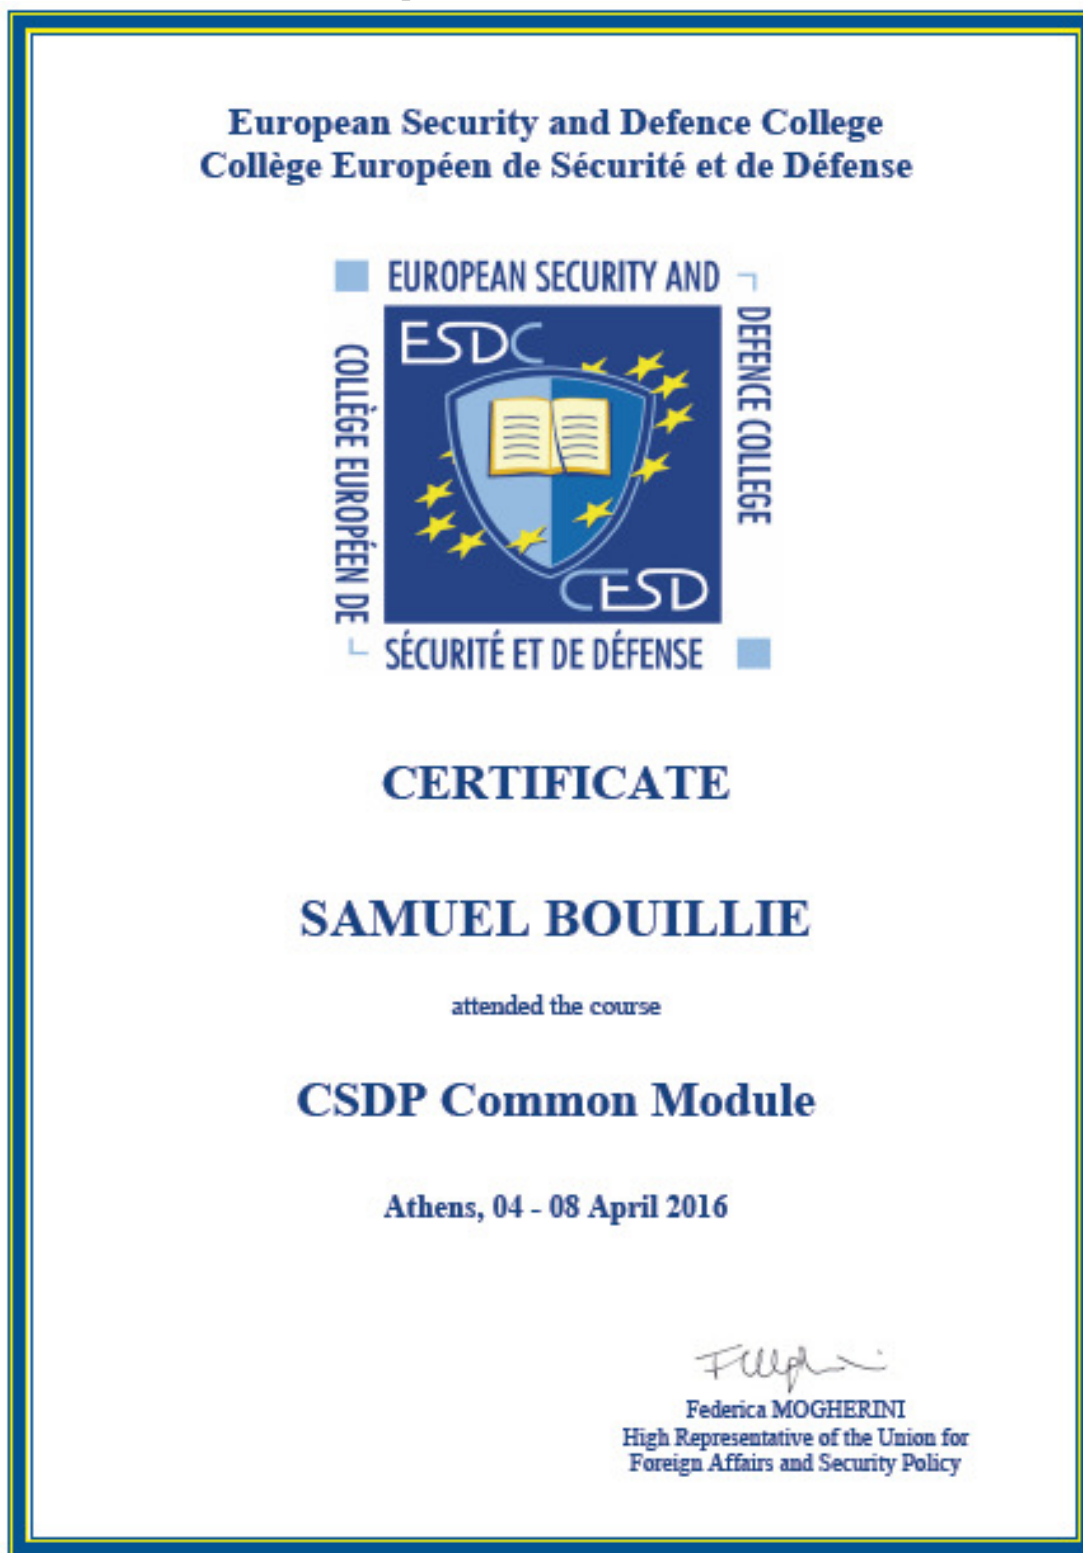 European Security and Defence College
Collège Européen de Sécurité et de Défense
EUROPEAN SECURITY AND
DEFENCE COLLEGE
COLLÈGE EUROPÉEN DE
SÉCURITÉ ET DE DÉFENSE
ESDC
CESD
CERTIFICATE
SAMUEL BOUILLIE
attended the course
CSDP Common Module
Athens, 04 - 08 April 2016
Federica MOGHERINI
High Representative of the Union for
Foreign Affairs and Security Policy